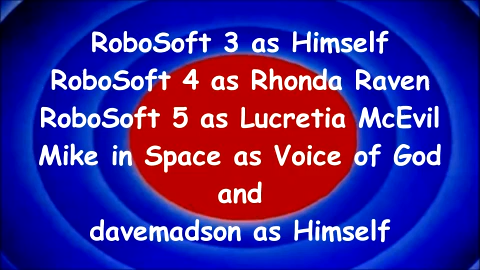 RoboSoft 3 as Himself
RoboSoft 4 as Rhonda Raven
RoboSoft 5 as Lucretia McEvil
Mike in Space as Voice of God
and
davemadson as Himself